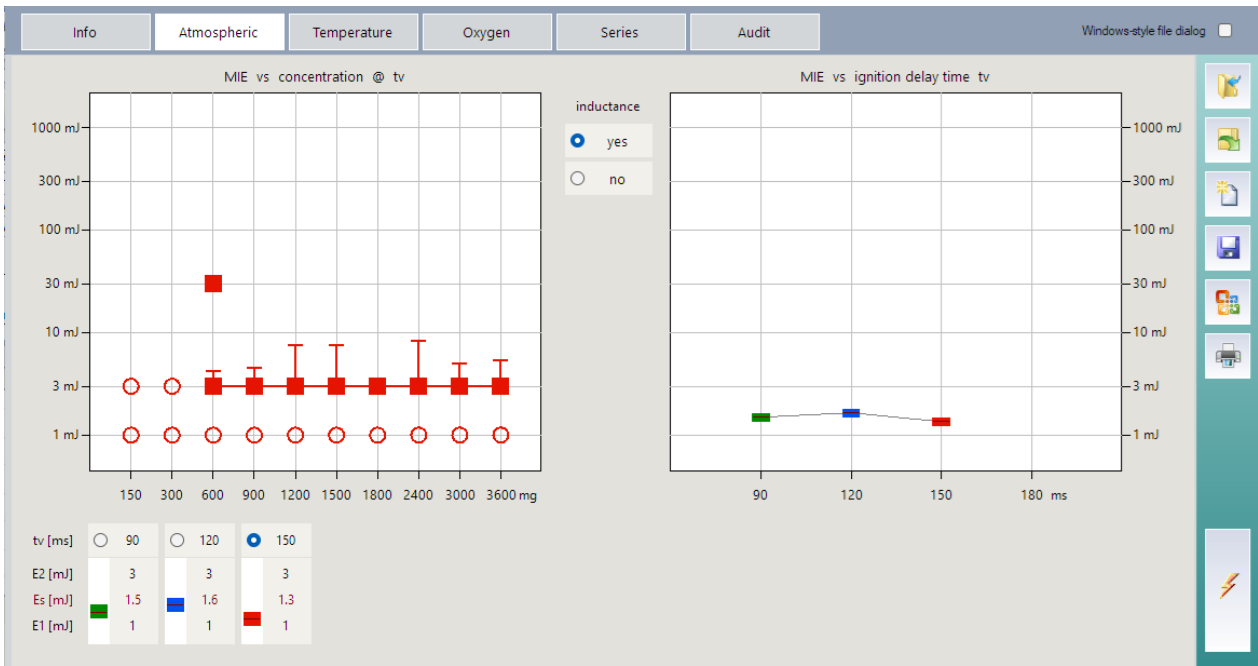 Info Atmospheric Temperature Oxygen Series Audit Windows-style file dialog
MIE vs concentration @ tv
1000 mJ
300 mJ
100 mJ
30 mJ
10 mJ
3 mJ
1 mJ
150 300 600 900 1200 1500 1800 2400 3000 3600 mg
inductance
yes
no
MIE vs ignition delay time tv
1000 mJ
300 mJ
100 mJ
30 mJ
10 mJ
3 mJ
1 mJ
90 120 150 180 ms
tv [ms] 90 120 150
E2 [mJ] 3 3 3
Es [mJ] 1.5 1.6 1.3
E1 [mJ] 1 1 1